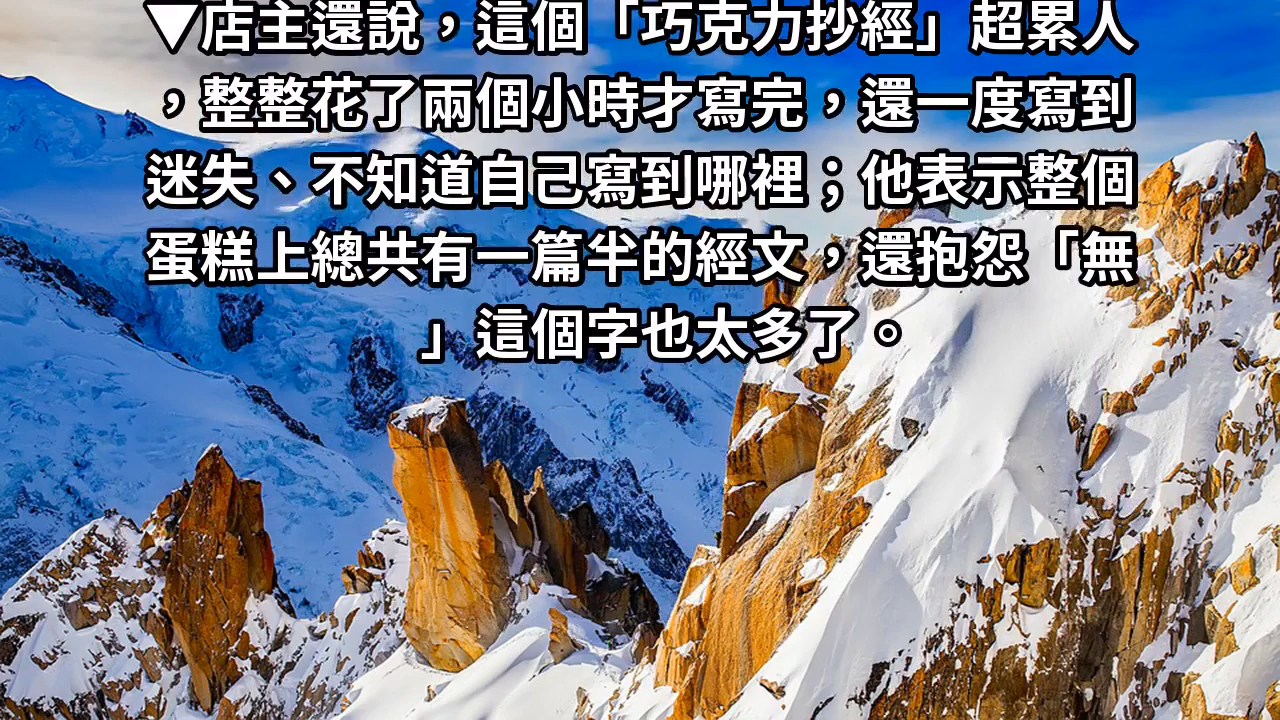 ▼店主還說，這個「巧克力抄經」超累人
，整整花了兩個小時才寫完，還一度寫到
迷失、不知道自己寫到哪裡；他表示整個
蛋糕上總共有一篇半的經文，還抱怨「無
」這個字也太多了。